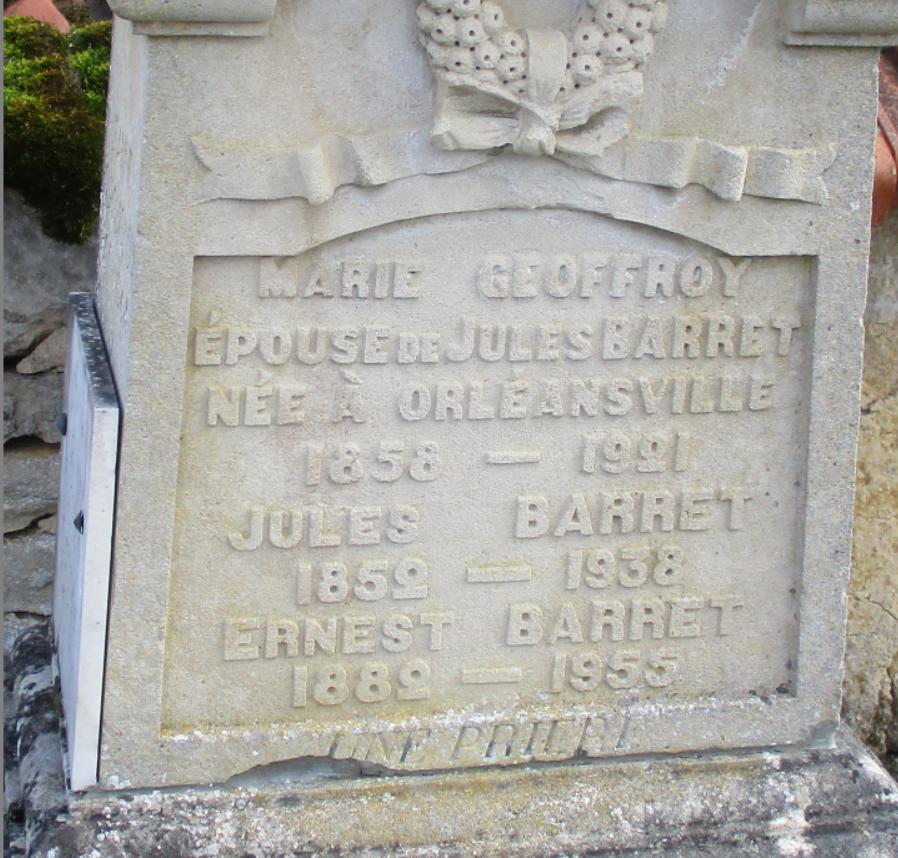 MARIE GEOFFROY
ÉPOUSE DE JULES BARRET
NÉE À ORLÉANSVILLE
1858 — 1921
JULES BARRET
1852 — 1938
ERNEST BARRET
1882 — 1955
UNE PRIERE